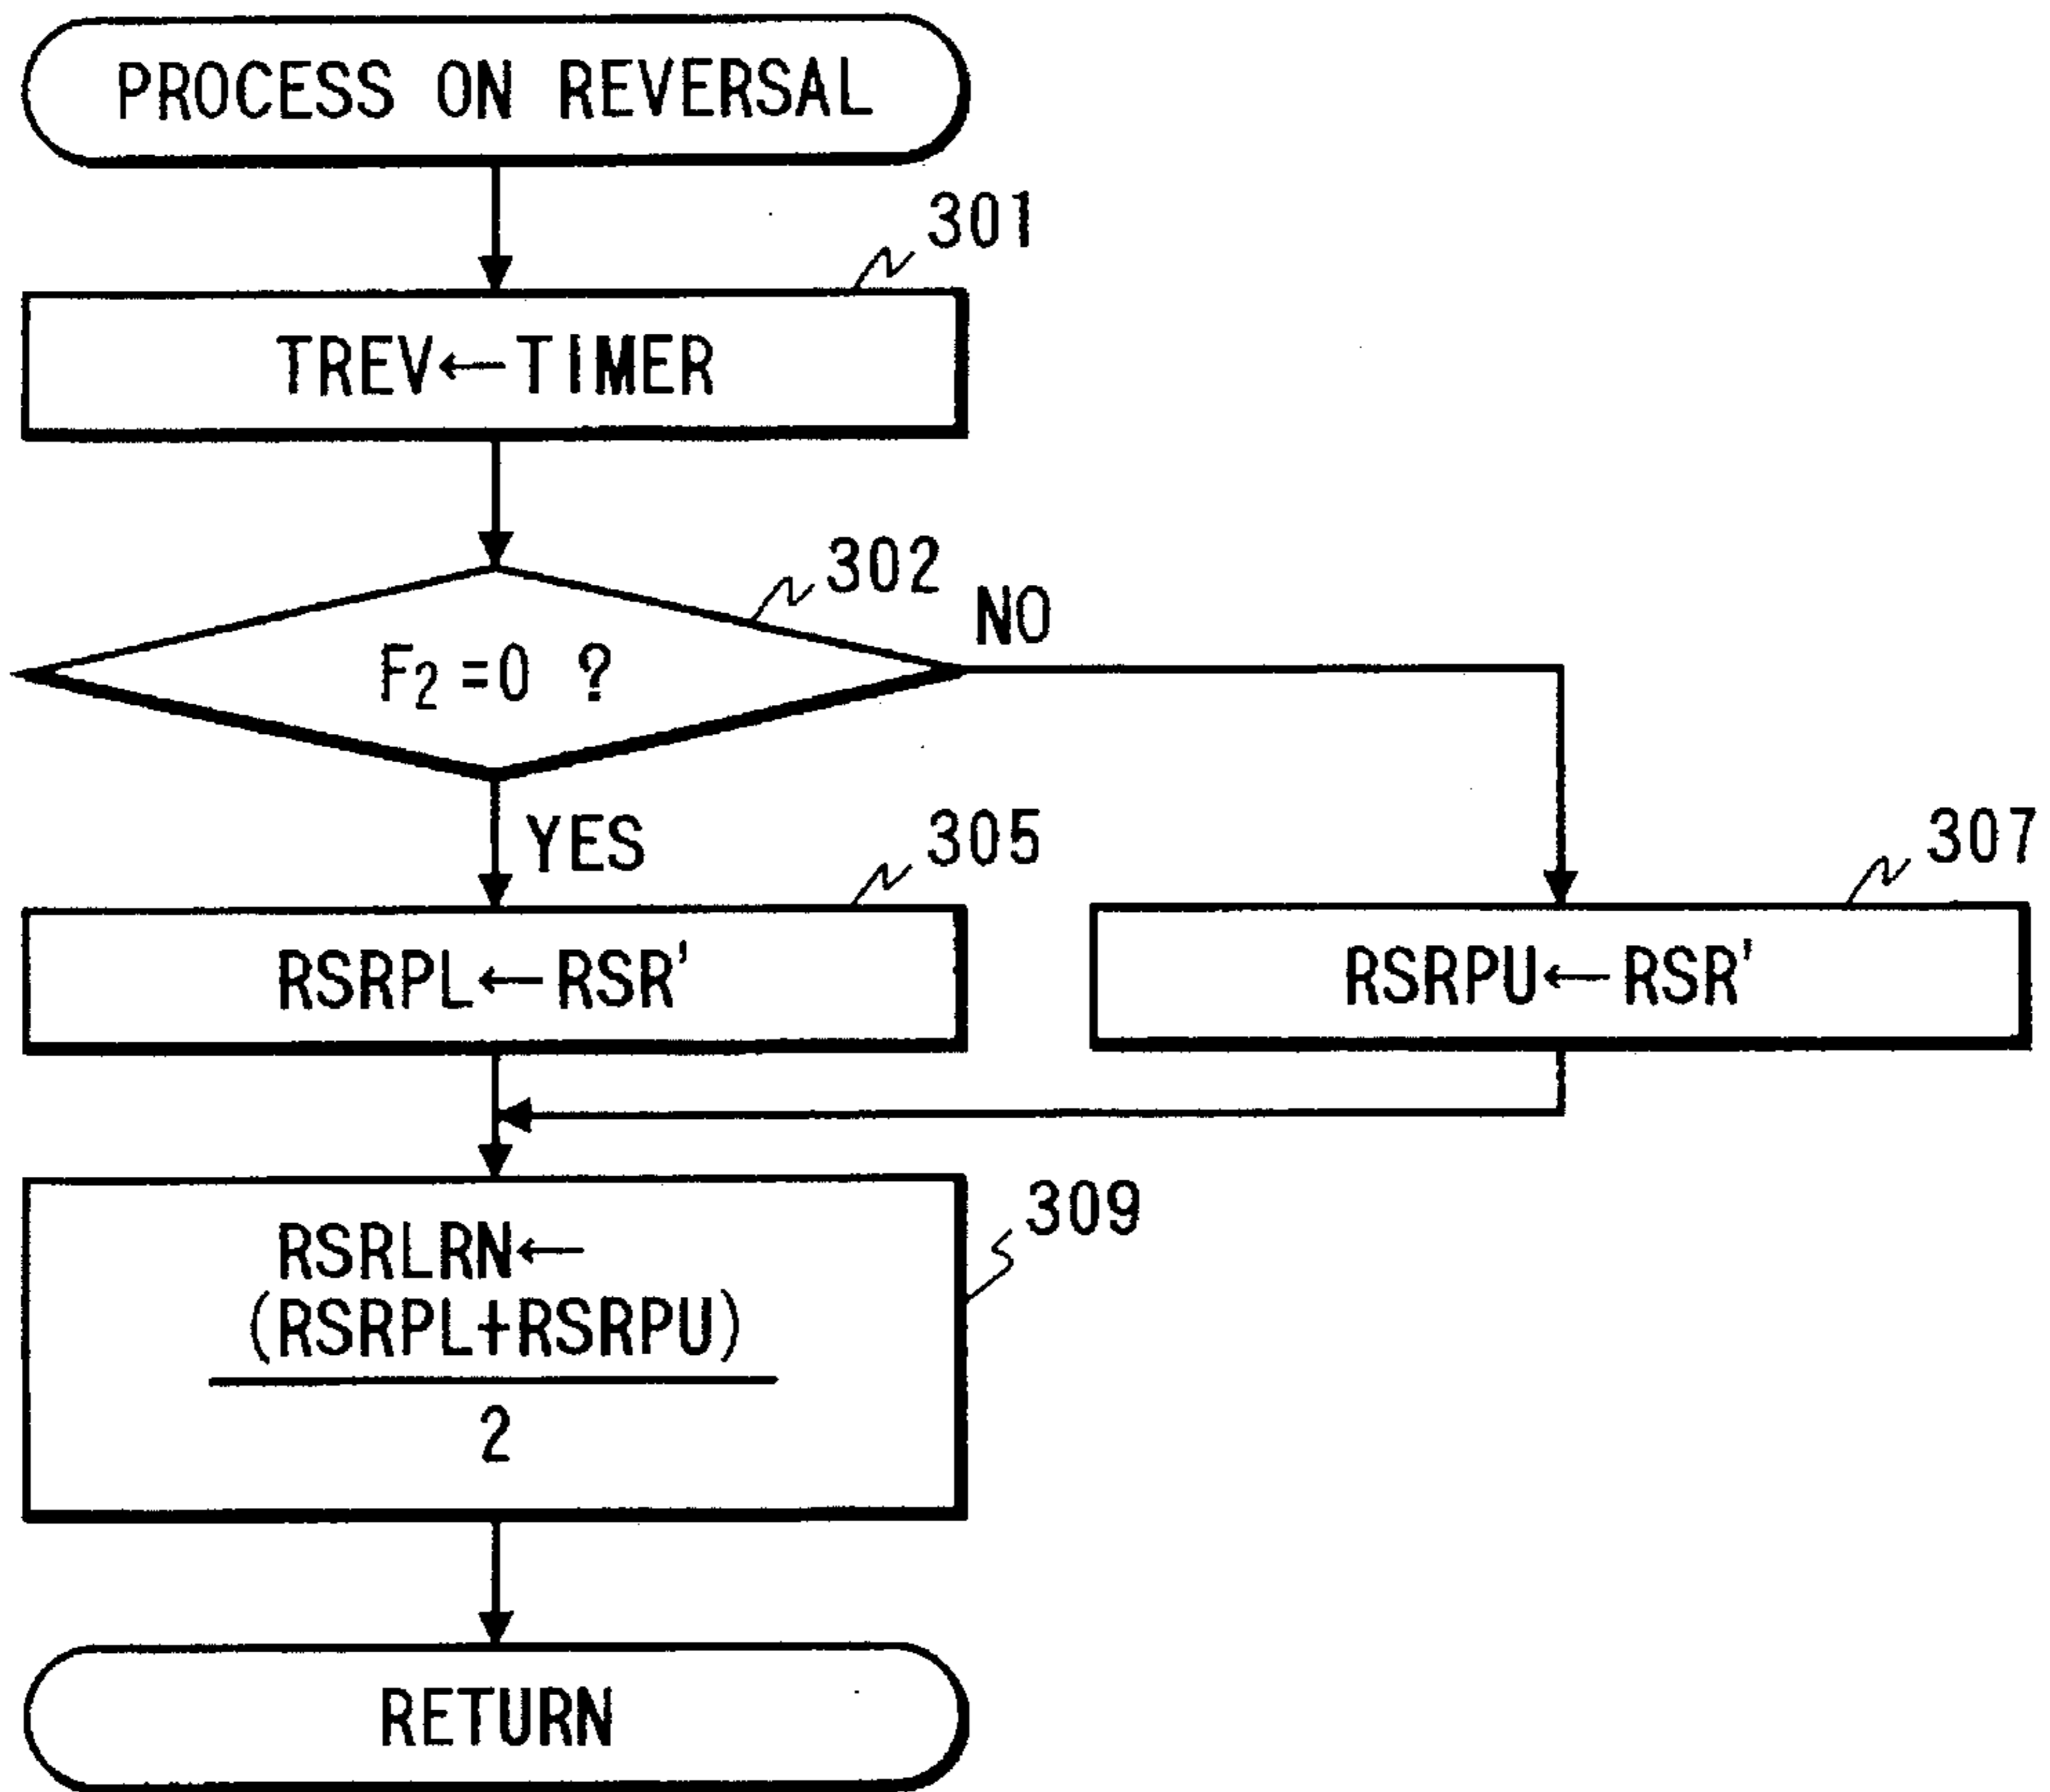 PROCESS ON REVERSAL
301
TREV←TIMER
302
NO
F₂=0 ?
YES
305
307
RSRPL←RSR'
RSRPU←RSR'
309
RSRLRN←
(RSRPL+RSRPU)
2
RETURN